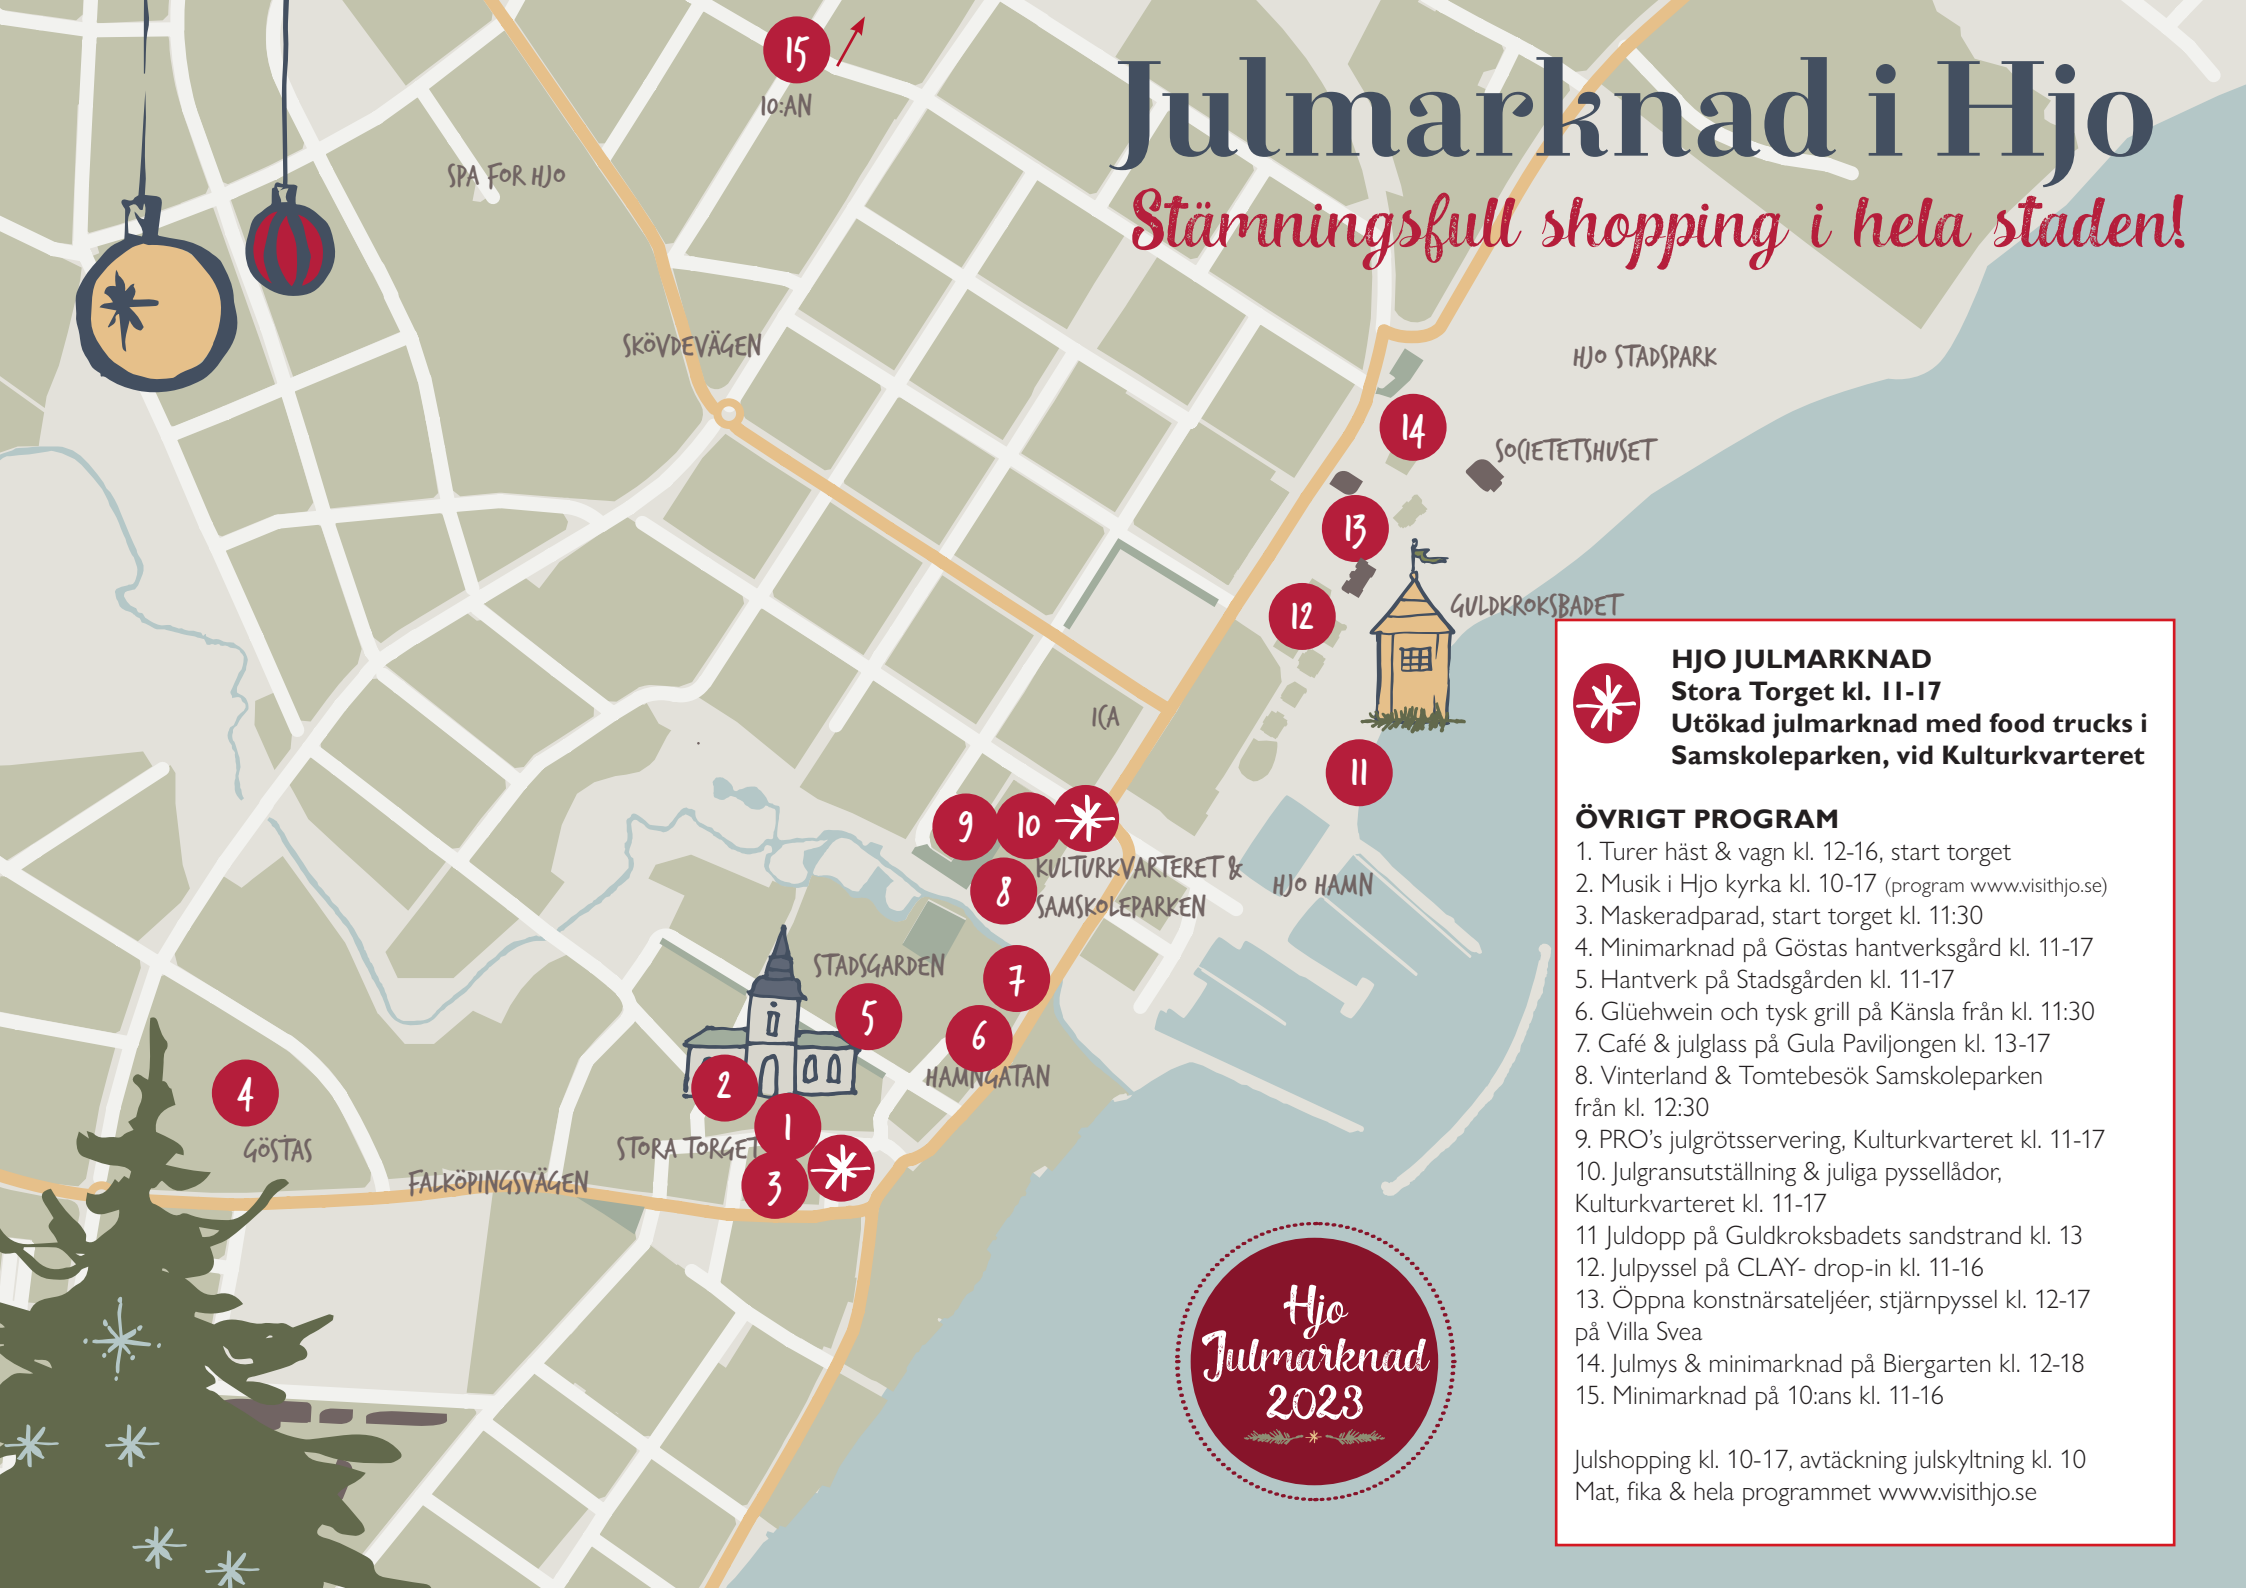 Julmarknad i Hjo
Stämningsfull shopping i hela staden!
15
10:AN
SPA FOR HJO
SKÖVDEVÄGEN
HJO STADSPARK
14
SOCIETETSHUSET
13
12
GULDKROKSBADET
ICA
11
9
10
KULTURKVARTERET &
SAMSKOLEPARKEN
8
HJO HAMN
STADSGARDEN
7
5
6
HAMNGATAN
4
GÖSTAS
2
1
STORA TORGET
3
FALKÖPINGSVÄGEN
Hjo
Julmarknad
2023
HJO JULMARKNAD
Stora Torget kl. 11-17
Utökad julmarknad med food trucks i
Samskoleparken, vid Kulturkvarteret
ÖVRIGT PROGRAM
1. Turer häst & vagn kl. 12-16, start torget
2. Musik i Hjo kyrka kl. 10-17 (program www.visithjo.se)
3. Maskeradparad, start torget kl. 11:30
4. Minimarknad på Göstas hantverksgård kl. 11-17
5. Hantverk på Stadsgården kl. 11-17
6. Glüehwein och tysk grill på Känsla från kl. 11:30
7. Café & julglass på Gula Paviljongen kl. 13-17
8. Vinterland & Tomtebesök Samskoleparken
från kl. 12:30
9. PRO’s julgrötsservering, Kulturkvarteret kl. 11-17
10. Julgransutställning & juliga pyssellådor,
Kulturkvarteret kl. 11-17
11 Juldopp på Guldkroksbadets sandstrand kl. 13
12. Julpyssel på CLAY- drop-in kl. 11-16
13. Öppna konstnärsateljéer, stjärnpyssel kl. 12-17
på Villa Svea
14. Julmys & minimarknad på Biergarten kl. 12-18
15. Minimarknad på 10:ans kl. 11-16
Julshopping kl. 10-17, avtäckning julskyltning kl. 10
Mat, fika & hela programmet www.visithjo.se